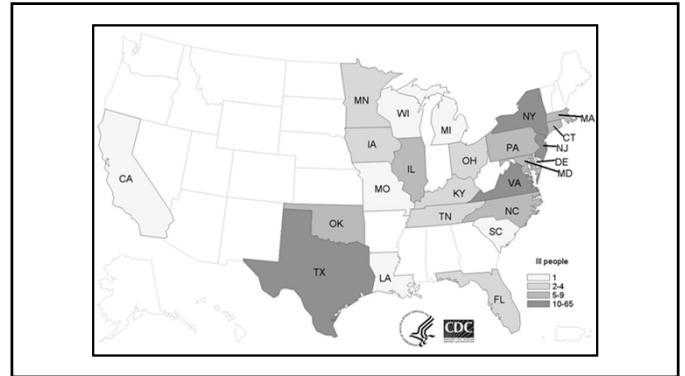 MN
WI
MI
NY
MA
CT
NJ
DE
MD
PA
IA
OH
IL
CA
MO
KY
VA
NC
TN
OK
SC
TX
LA
FL
Ill people
1
2-4
5-9
10-65
CDC